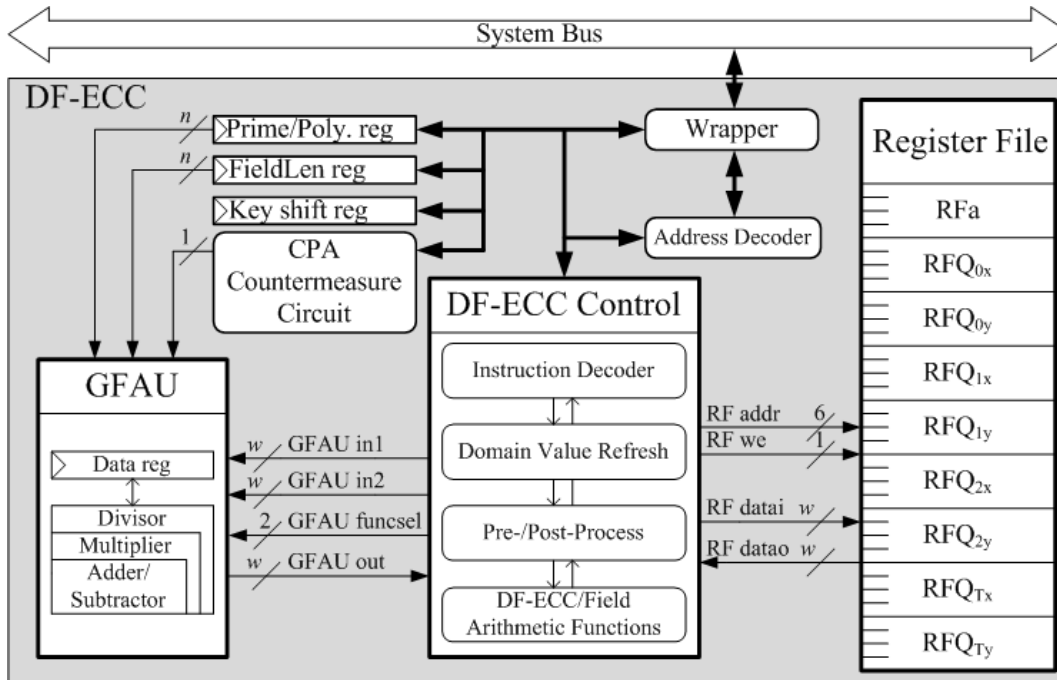 System Bus
DF-ECC
n
Prime/Poly. reg
n
FieldLen reg
Key shift reg
1
CPA
Countermeasure
Circuit
Wrapper
Address Decoder
Register File
RFa
RFQ0x
RFQ0y
RFQ1x
RFQ1y
RFQ2x
RFQ2y
RFQTx
RFQTy
DF-ECC Control
Instruction Decoder
Domain Value Refresh
Pre-/Post-Process
DF-ECC/Field
Arithmetic Functions
GFAU
Data reg
Divisor
Multiplier
Adder/
Subtractor
w GFAU in1
w GFAU in2
2 GFAU funcsel
w GFAU out
RF addr 6
RF we 1
RF datai w
RF datao w